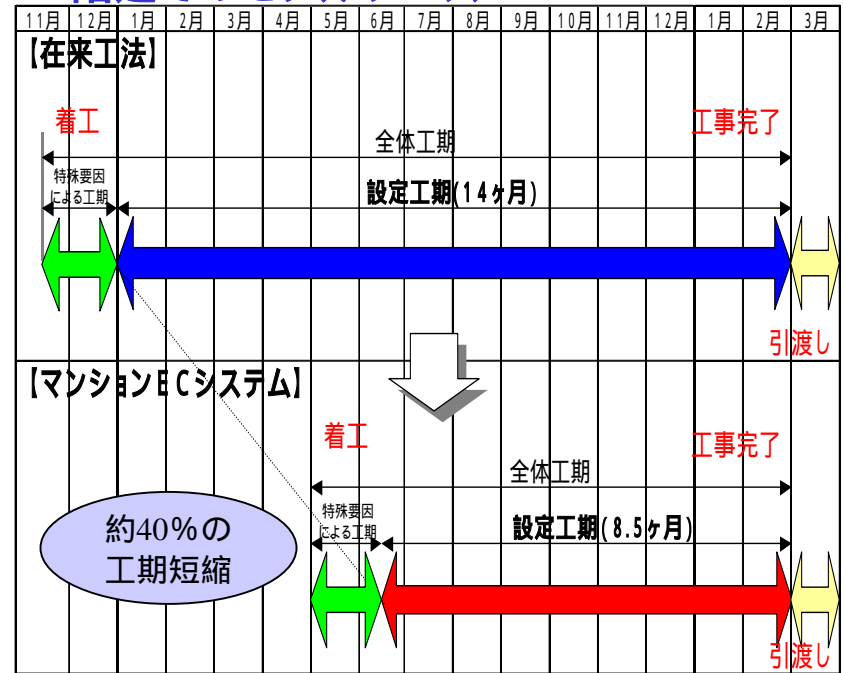 11月 12月 1月 2月 3月 4月 5月 6月 7月 8月 9月 10月 11月 12月 1月 2月 3月
【在来工法】
着工
工事完了
全体工期
特殊要因
による工期
設定工期(14ヶ月)
引渡し
【マンションECシステム】
着工
工事完了
全体工期
特殊要因
による工期
設定工期(8.5ヶ月)
約40%の
工期短縮
引渡し